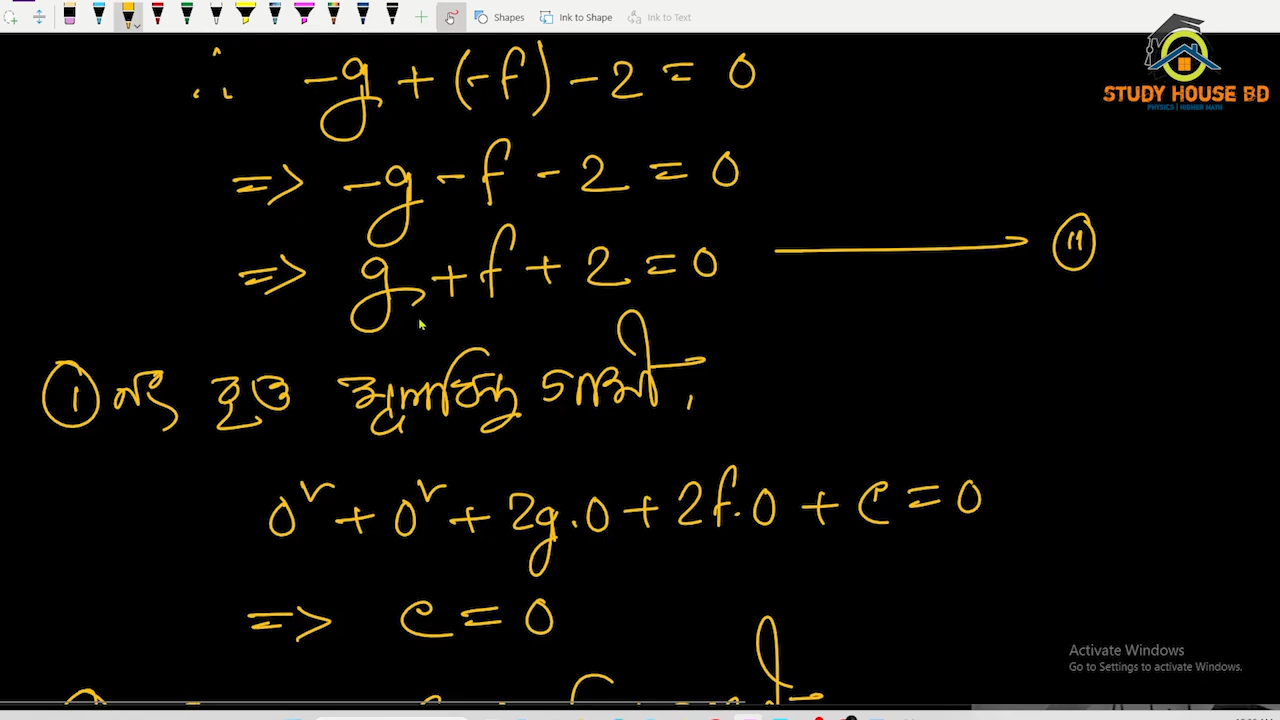 Shapes Ink to Shape Ink to Text
STUDY HOUSE BD
PHYSICS | HIGHER MATH
∴ -g + (-f) - 2 = 0
=> -g - f - 2 = 0
=> g + f + 2 = 0 → (ii)
(i) নং হতে মূলবিন্দু গামী,
0² + 0² + 2g.0 + 2f.0 + c = 0
=> c = 0
Activate Windows
Go to Settings to activate Windows.